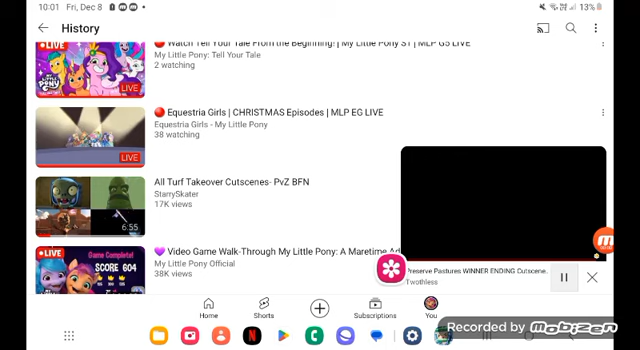 10:01 Fri, Dec 8
13%
History
Watch Tell Your Tale From the Beginning! | My Little Pony S1 | MLP G5 LIVE
My Little Pony: Tell Your Tale
2 watching
LIVE
Equestria Girls | CHRISTMAS Episodes | MLP EG LIVE
Equestria Girls - My Little Pony
38 watching
LIVE
All Turf Takeover Cutscenes- PvZ BFN
StarrySkater
17K views
6:55
LIVE
Game Complete!
SCORE 604
Video Game Walk-Through My Little Pony: A Maretime Ad
My Little Pony Official
38K views
Preserve Pastures WINNER ENDING Cutscene...
Twothless
Home
Shorts
Subscriptions
You
Recorded by Mobizen